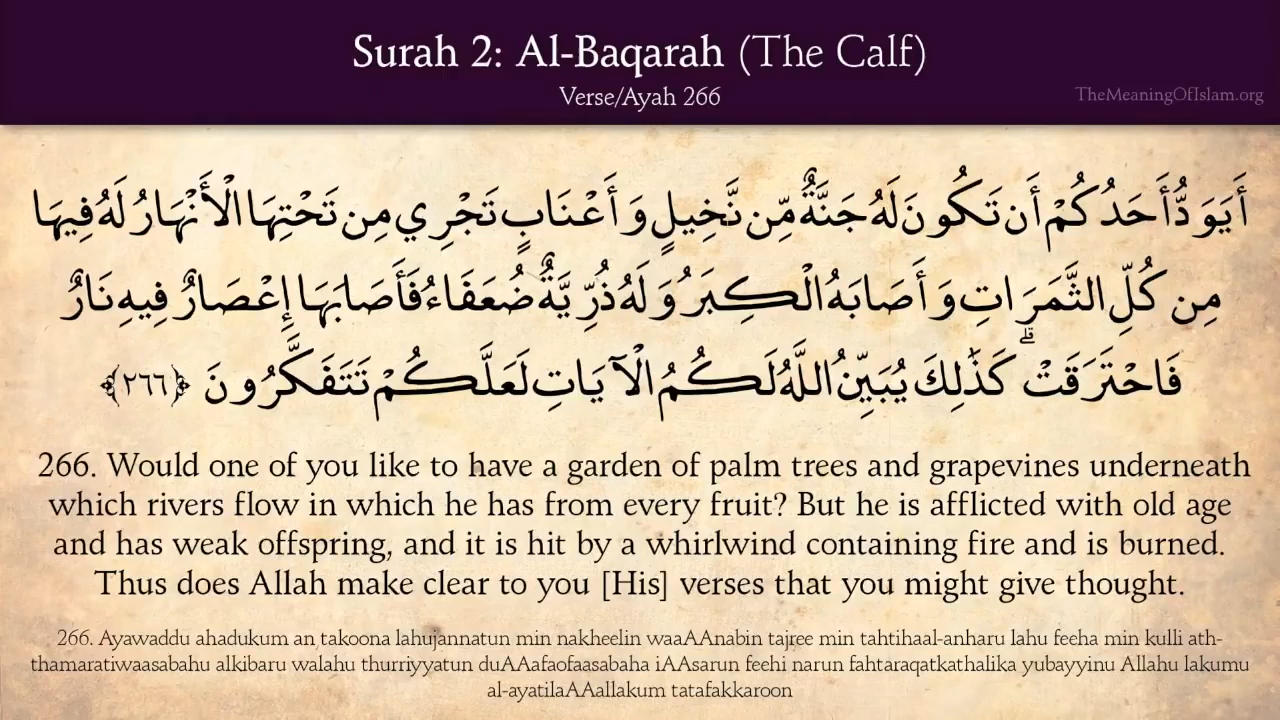 Surah 2: Al-Baqarah (The Calf)
Verse/Ayah 266
TheMeaningOfIslam.org
أَيَوَدُّ أَحَدُكُمْ أَن تَكُونَ لَهُ جَنَّةٌ مِّن نَّخِيلٍ وَأَعْنَابٍ تَجْرِي مِن تَحْتِهَا الْأَنْهَارُ لَهُ فِيهَا
مِن كُلِّ الثَّمَرَاتِ وَأَصَابَهُ الْكِبَرُ وَلَهُ ذُرِّيَّةٌ ضُعَفَاءُ فَأَصَابَهَا إِعْصَارٌ فِيهِ نَارٌ
فَاحْتَرَقَتْ ۗ كَذَٰلِكَ يُبَيِّنُ اللَّهُ لَكُمُ الْآيَاتِ لَعَلَّكُمْ تَتَفَكَّرُونَ ﴿٢٦٦﴾
266. Would one of you like to have a garden of palm trees and grapevines underneath
which rivers flow in which he has from every fruit? But he is afflicted with old age
and has weak offspring, and it is hit by a whirlwind containing fire and is burned.
Thus does Allah make clear to you [His] verses that you might give thought.
266. Ayawaddu ahadukum an takoona lahujannatun min nakheelin waaAAnabin tajree min tahtihaal-anharu lahu feeha min kulli ath-
thamaratiwaasabahu alkibaru walahu thurriyyatun duAAafaofaasabaha iAAsarun feehi narun fahtaraqatkathalika yubayyinu Allahu lakumu
al-ayatilaAAallakum tatafakkaroon